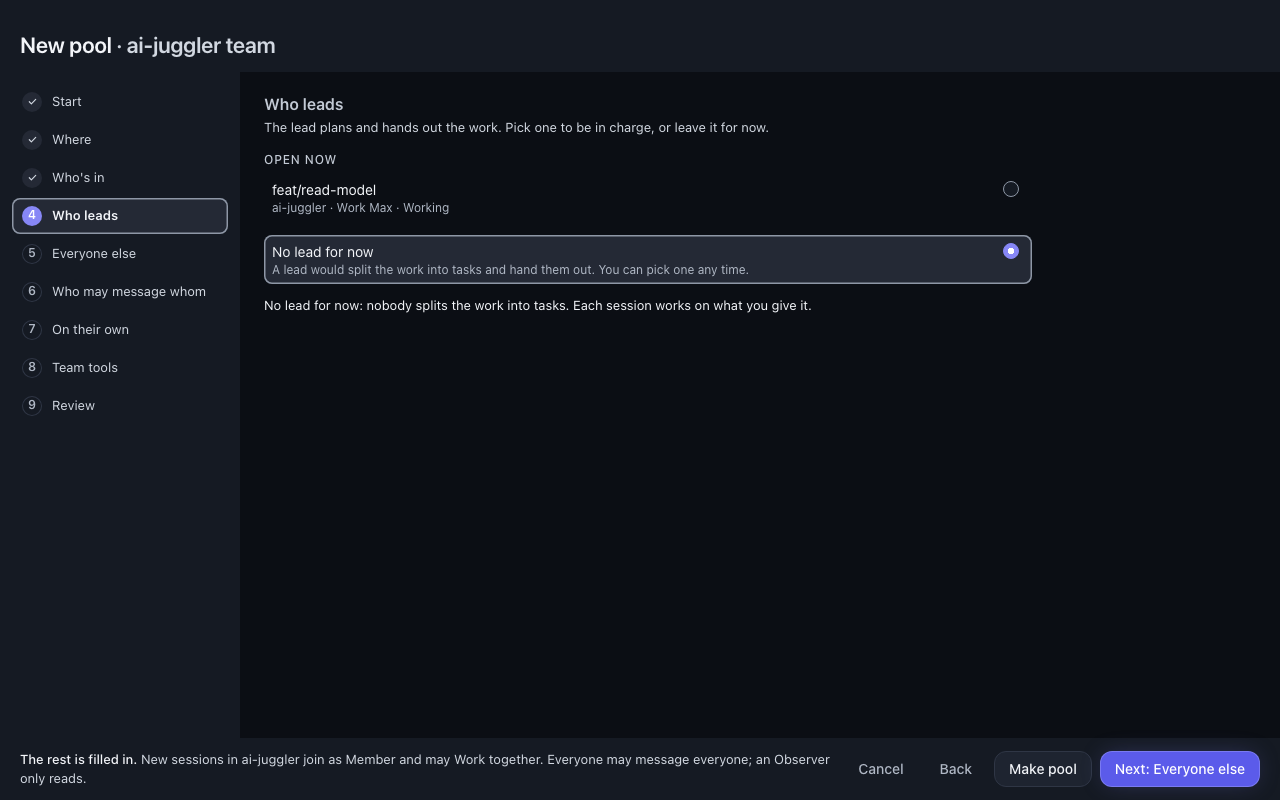 New pool · ai-juggler team
Start
Where
Who's in
4 Who leads
5 Everyone else
6 Who may message whom
7 On their own
8 Team tools
9 Review
Who leads
The lead plans and hands out the work. Pick one to be in charge, or leave it for now.
OPEN NOW
feat/read-model
ai-juggler · Work Max · Working
No lead for now
A lead would split the work into tasks and hand them out. You can pick one any time.
No lead for now: nobody splits the work into tasks. Each session works on what you give it.
The rest is filled in. New sessions in ai-juggler join as Member and may Work together. Everyone may message everyone; an Observer
only reads.
Cancel
Back
Make pool
Next: Everyone else